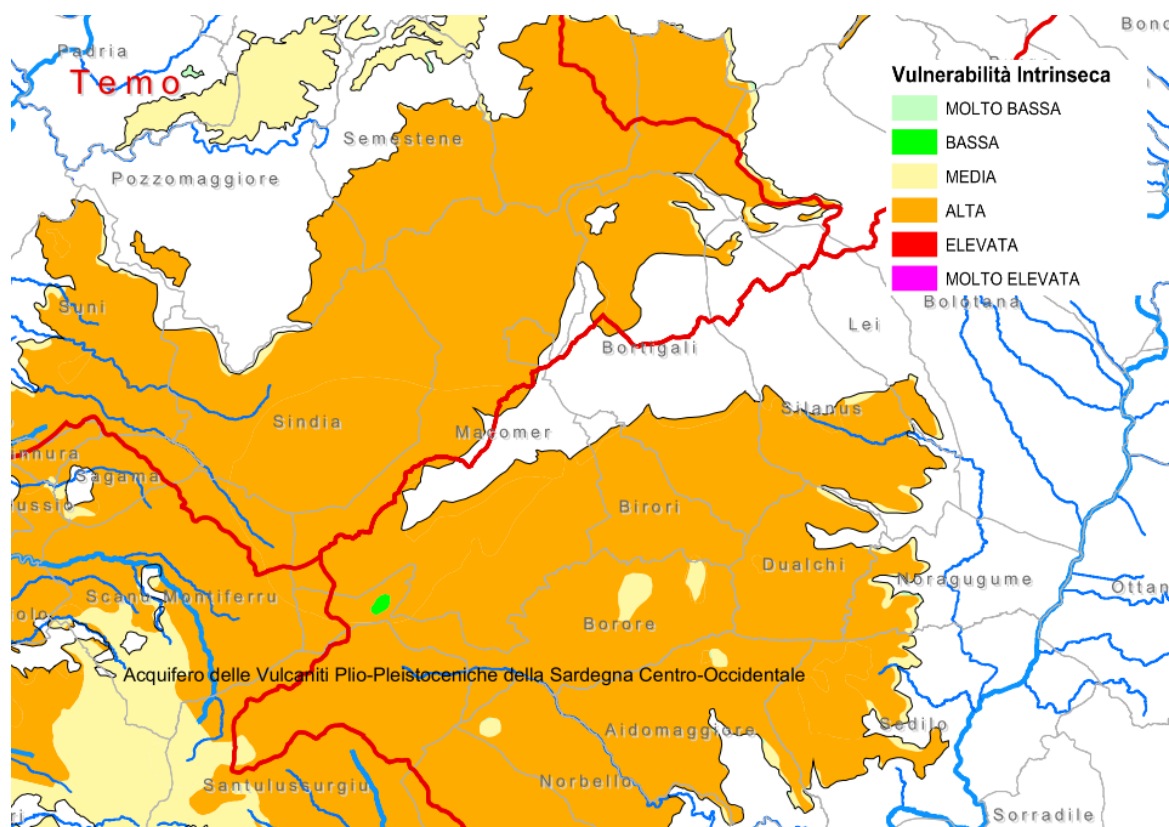 Padria
Bono
Temo
Vulnerabilità Intrinseca
MOLTO BASSA
BASSA
MEDIA
ALTA
ELEVATA
MOLTO ELEVATA
Semestene
Pozzomaggiore
Suni
Bolotana
Lei
Bortigali
Silanus
Sindia
Macomer
Sagama
Birori
Dualchi
Noragugume
Scano Montiferru
Borore
Acquifero delle Vulcaniti Plio-Pleistoceniche della Sardegna Centro-Occidentale
Aidomaggiore
Sedilo
Norbello
Santulussurgiu
Sorradile